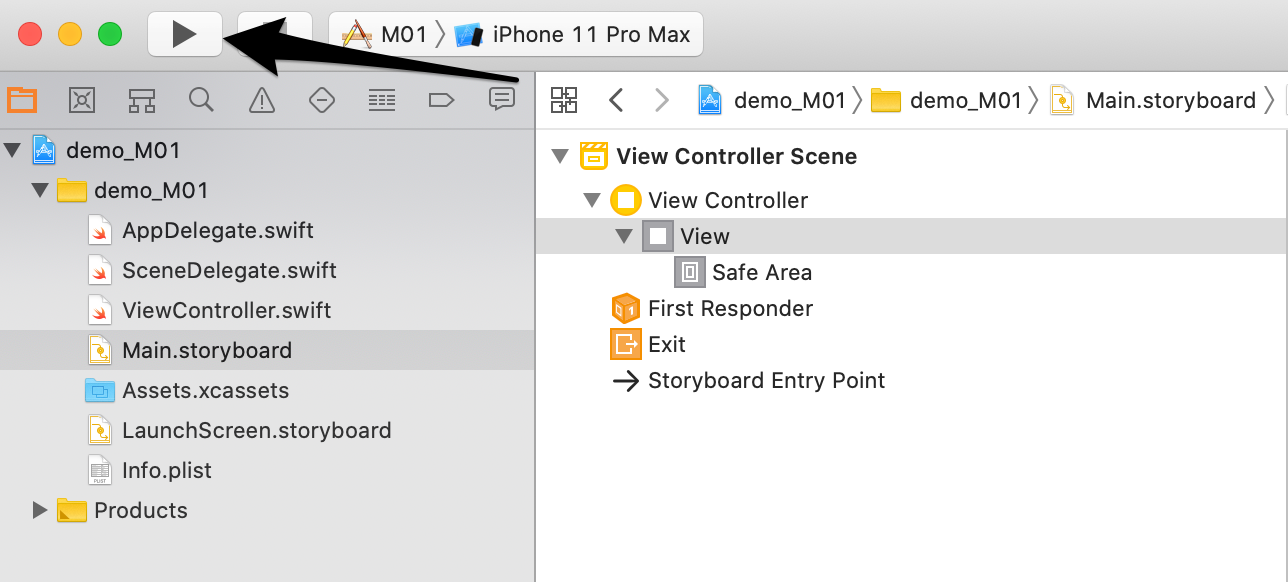 M01 〉 iPhone 11 Pro Max
demo_M01 〉 demo_M01 〉 Main.storyboard 〉
demo_M01
demo_M01
AppDelegate.swift
SceneDelegate.swift
ViewController.swift
Main.storyboard
Assets.xcassets
LaunchScreen.storyboard
PLIST
Info.plist
Products
View Controller Scene
View Controller
View
Safe Area
1
First Responder
Exit
Storyboard Entry Point